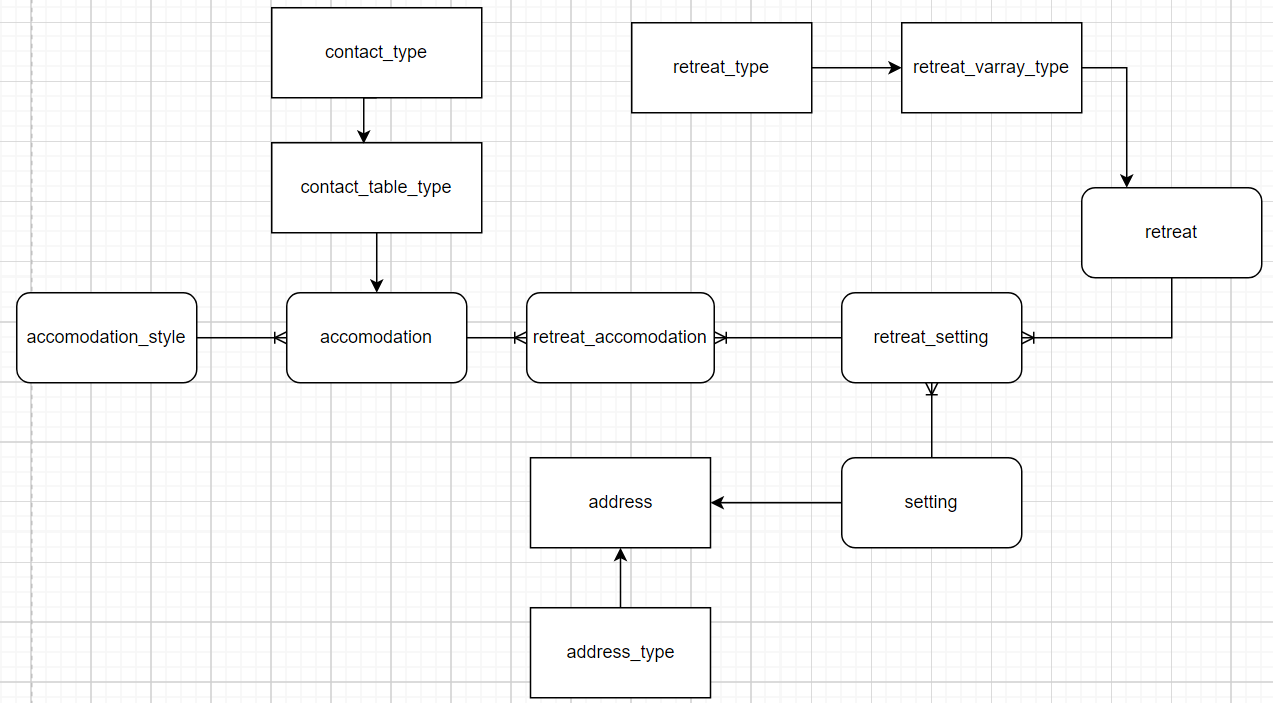 contact_type
retreat_type
retreat_varray_type
contact_table_type
retreat
accomodation_style
accomodation
retreat_accomodation
retreat_setting
address
setting
address_type